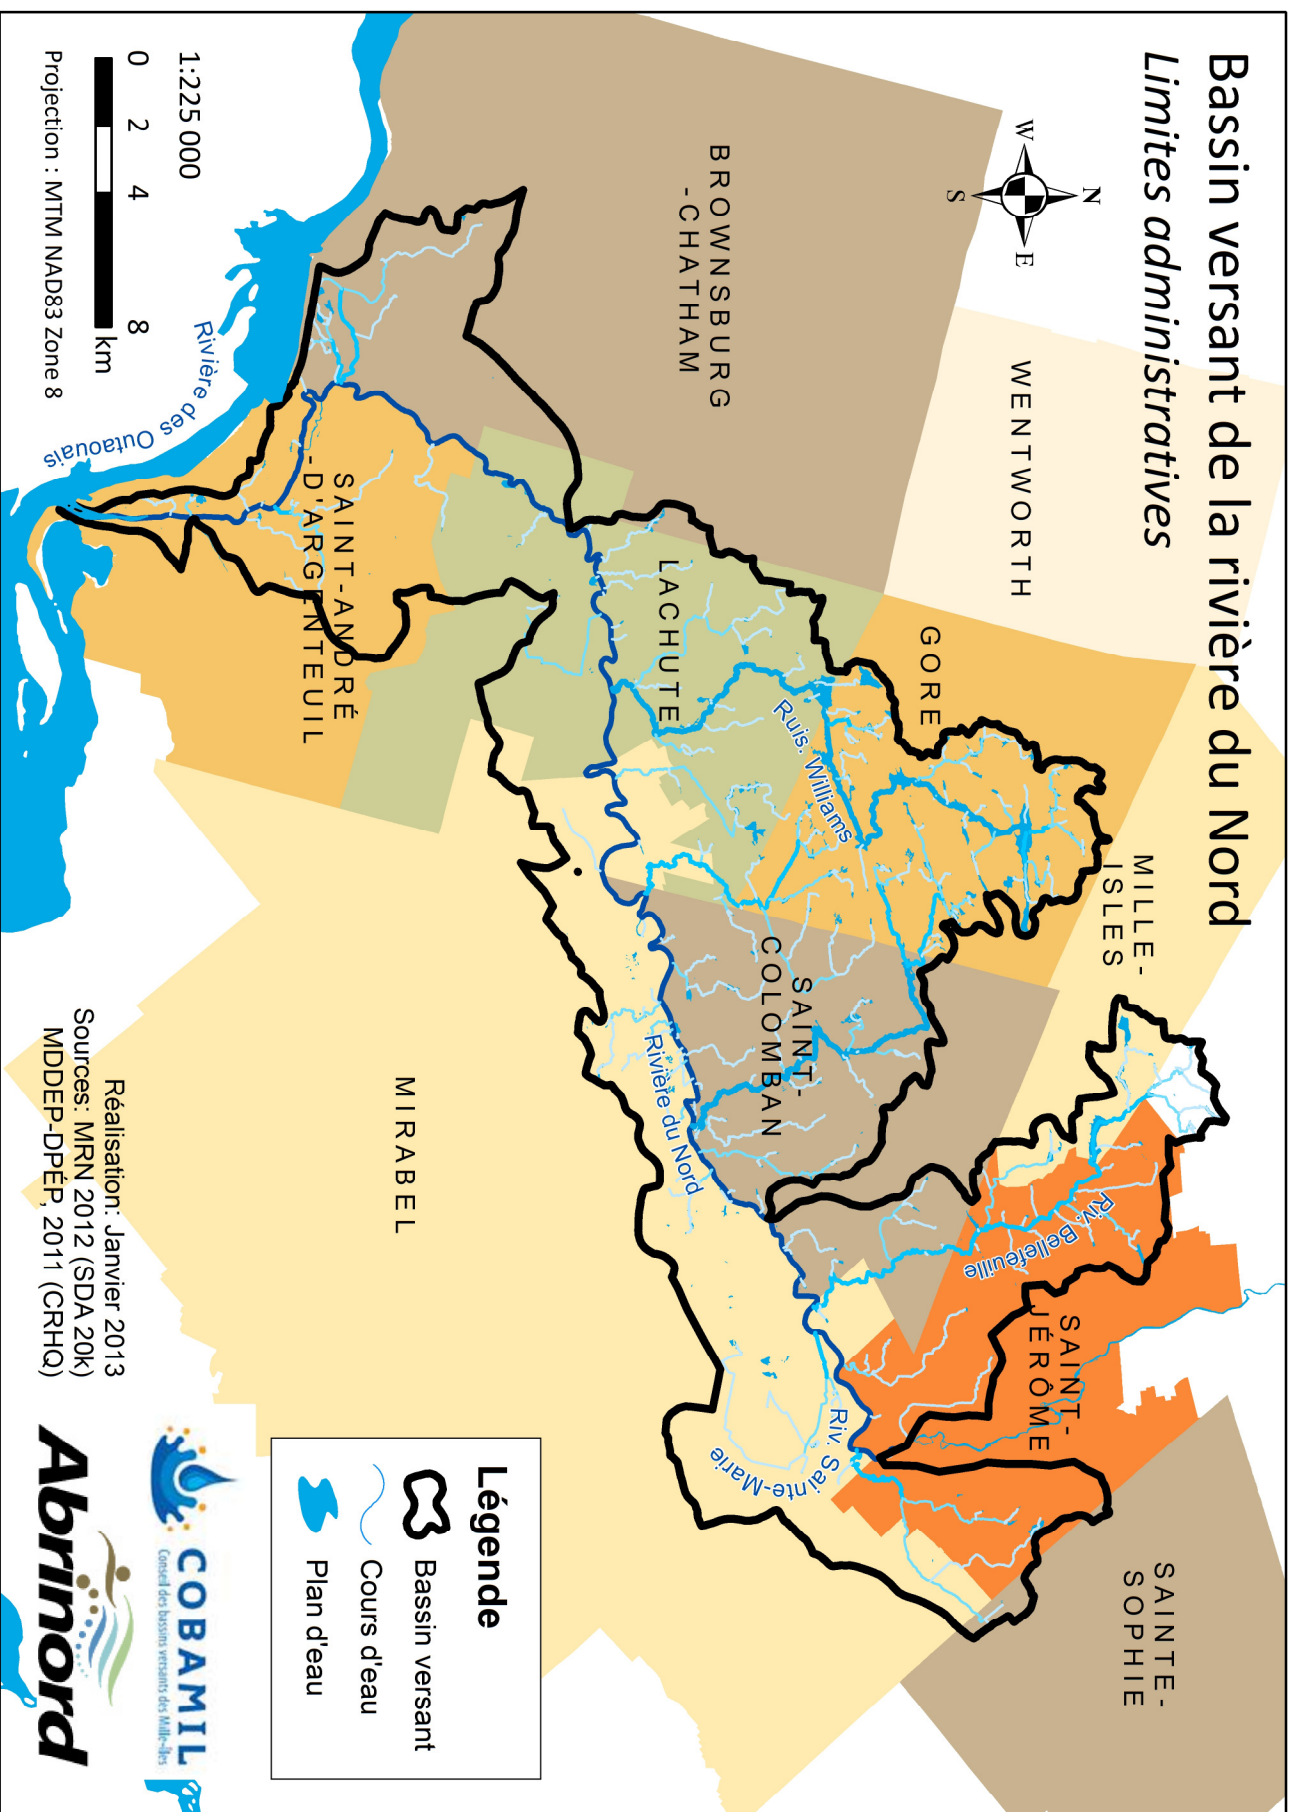 Bassin versant de la rivière du Nord
Limites administratives
N
W
E
S
WENTWORTH
BROWNSBURG
-CHATHAM
GORE
MILLE-
ISLES
LACHUTE
Ruis. Williams
SAINT-
COLOMBAN
Riv. Bellefeuille
SAINT-
JÉRÔME
SAINTE-
SOPHIE
Rivière du Nord
Riv. Sainte-Marie
SAINT-ANDRÉ
-D'ARGENTEUIL
MIRABEL
Rivière des Outaouais
1:225 000
0 2 4 8
km
Projection : MTM NAD83 Zone 8
Réalisation: Janvier 2013
Sources: MRN 2012 (SDA 20k)
MDDEP-DPÉP, 2011 (CRHQ)
Légende
Bassin versant
Cours d'eau
Plan d'eau
COBAMIL
Conseil des bassins versants des Mille-Îles
Abrinord